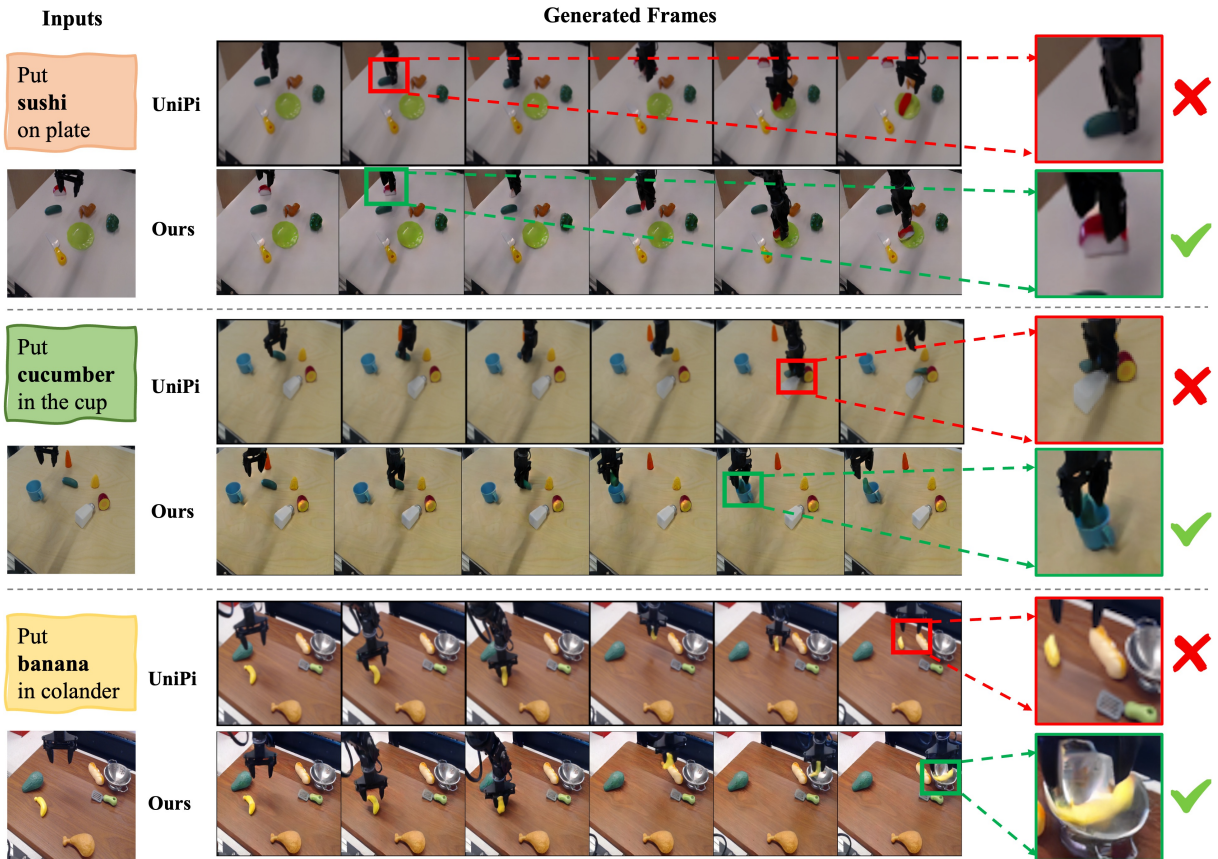 Inputs
Generated Frames
Put
sushi
on plate
UniPi
Ours
Put
cucumber
in the cup
UniPi
Ours
Put
banana
in colander
UniPi
Ours